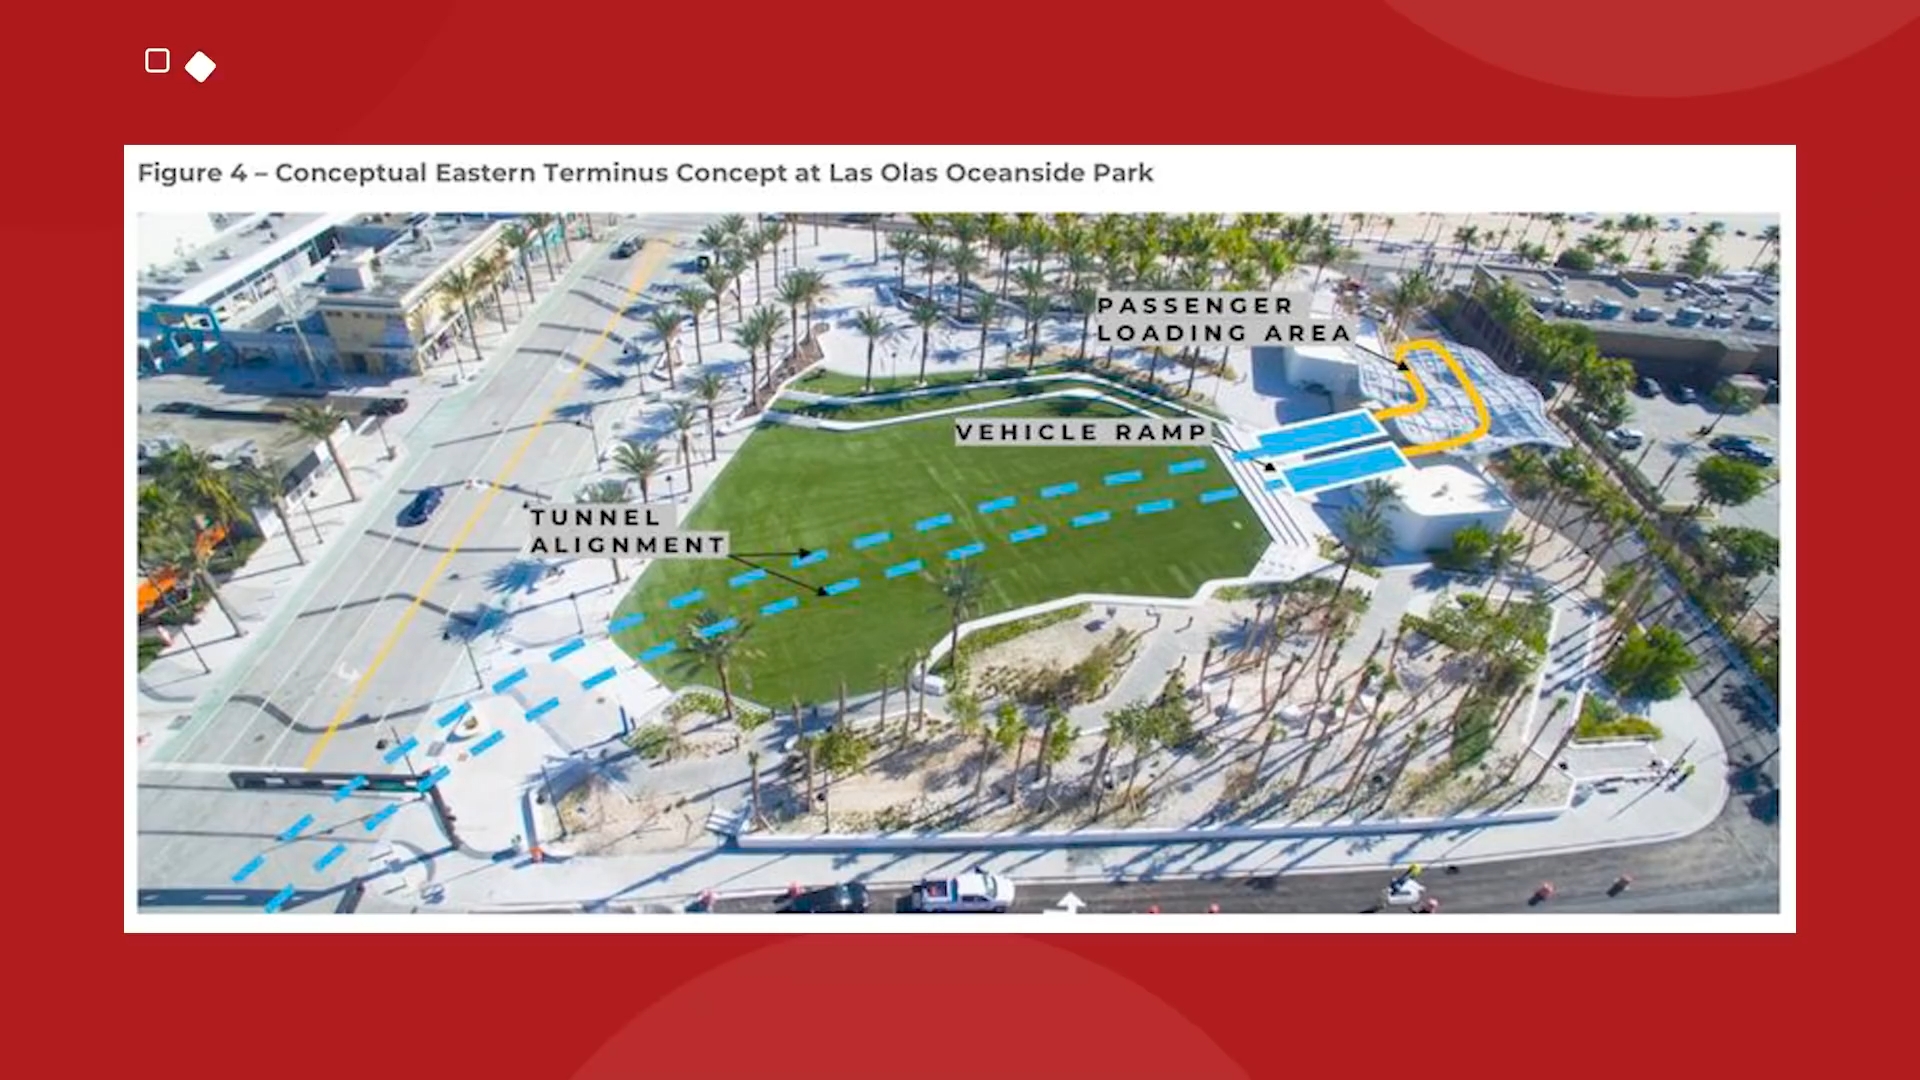 Figure 4 – Conceptual Eastern Terminus Concept at Las Olas Oceanside Park
PASSENGER
LOADING AREA
VEHICLE RAMP
TUNNEL
ALIGNMENT